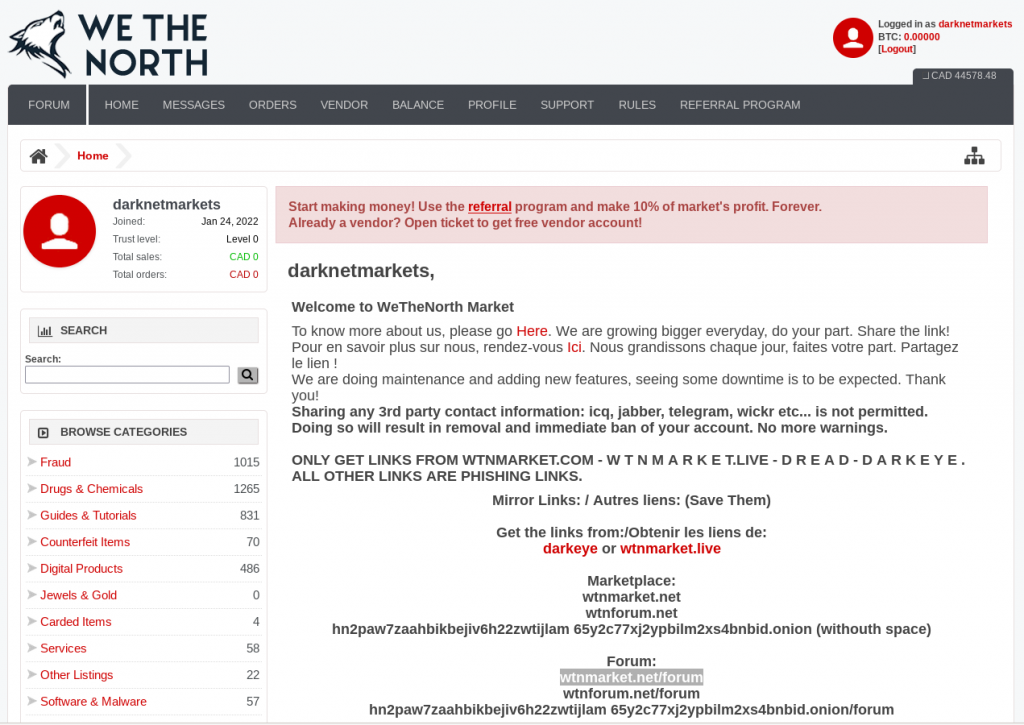 WE THE
NORTH
Logged in as darknetmarkets
BTC: 0.00000
[Logout]
CAD 44578.48
FORUM HOME MESSAGES ORDERS VENDOR BALANCE PROFILE SUPPORT RULES REFERRAL PROGRAM
Home
darknetmarkets
Joined: Jan 24, 2022
Trust level: Level 0
Total sales: CAD 0
Total orders: CAD 0
SEARCH
Search:
BROWSE CATEGORIES
Fraud 1015
Drugs & Chemicals 1265
Guides & Tutorials 831
Counterfeit Items 70
Digital Products 486
Jewels & Gold 0
Carded Items 4
Services 58
Other Listings 22
Software & Malware 57
Start making money! Use the referral program and make 10% of market's profit. Forever.
Already a vendor? Open ticket to get free vendor account!
darknetmarkets,
Welcome to WeTheNorth Market
To know more about us, please go Here. We are growing bigger everyday, do your part. Share the link!
Pour en savoir plus sur nous, rendez-vous Ici. Nous grandissons chaque jour, faites votre part. Partagez
le lien !
We are doing maintenance and adding new features, seeing some downtime is to be expected. Thank
you!
Sharing any 3rd party contact information: icq, jabber, telegram, wickr etc... is not permitted.
Doing so will result in removal and immediate ban of your account. No more warnings.
ONLY GET LINKS FROM WTNMARKET.COM - W T N M A R K E T.LIVE - D R E A D - D A R K E Y E .
ALL OTHER LINKS ARE PHISHING LINKS.
Mirror Links: / Autres liens: (Save Them)
Get the links from:/Obtenir les liens de:
darkeye or wtnmarket.live
Marketplace:
wtnmarket.net
wtnforum.net
hn2paw7zaahbikbejiv6h22zwtijlam 65y2c77xj2ypbilm2xs4bnbid.onion (withouth space)
Forum:
wtnmarket.net/forum
wtnforum.net/forum
hn2paw7zaahbikbejiv6h22zwtijlam 65y2c77xj2ypbilm2xs4bnbid.onion/forum